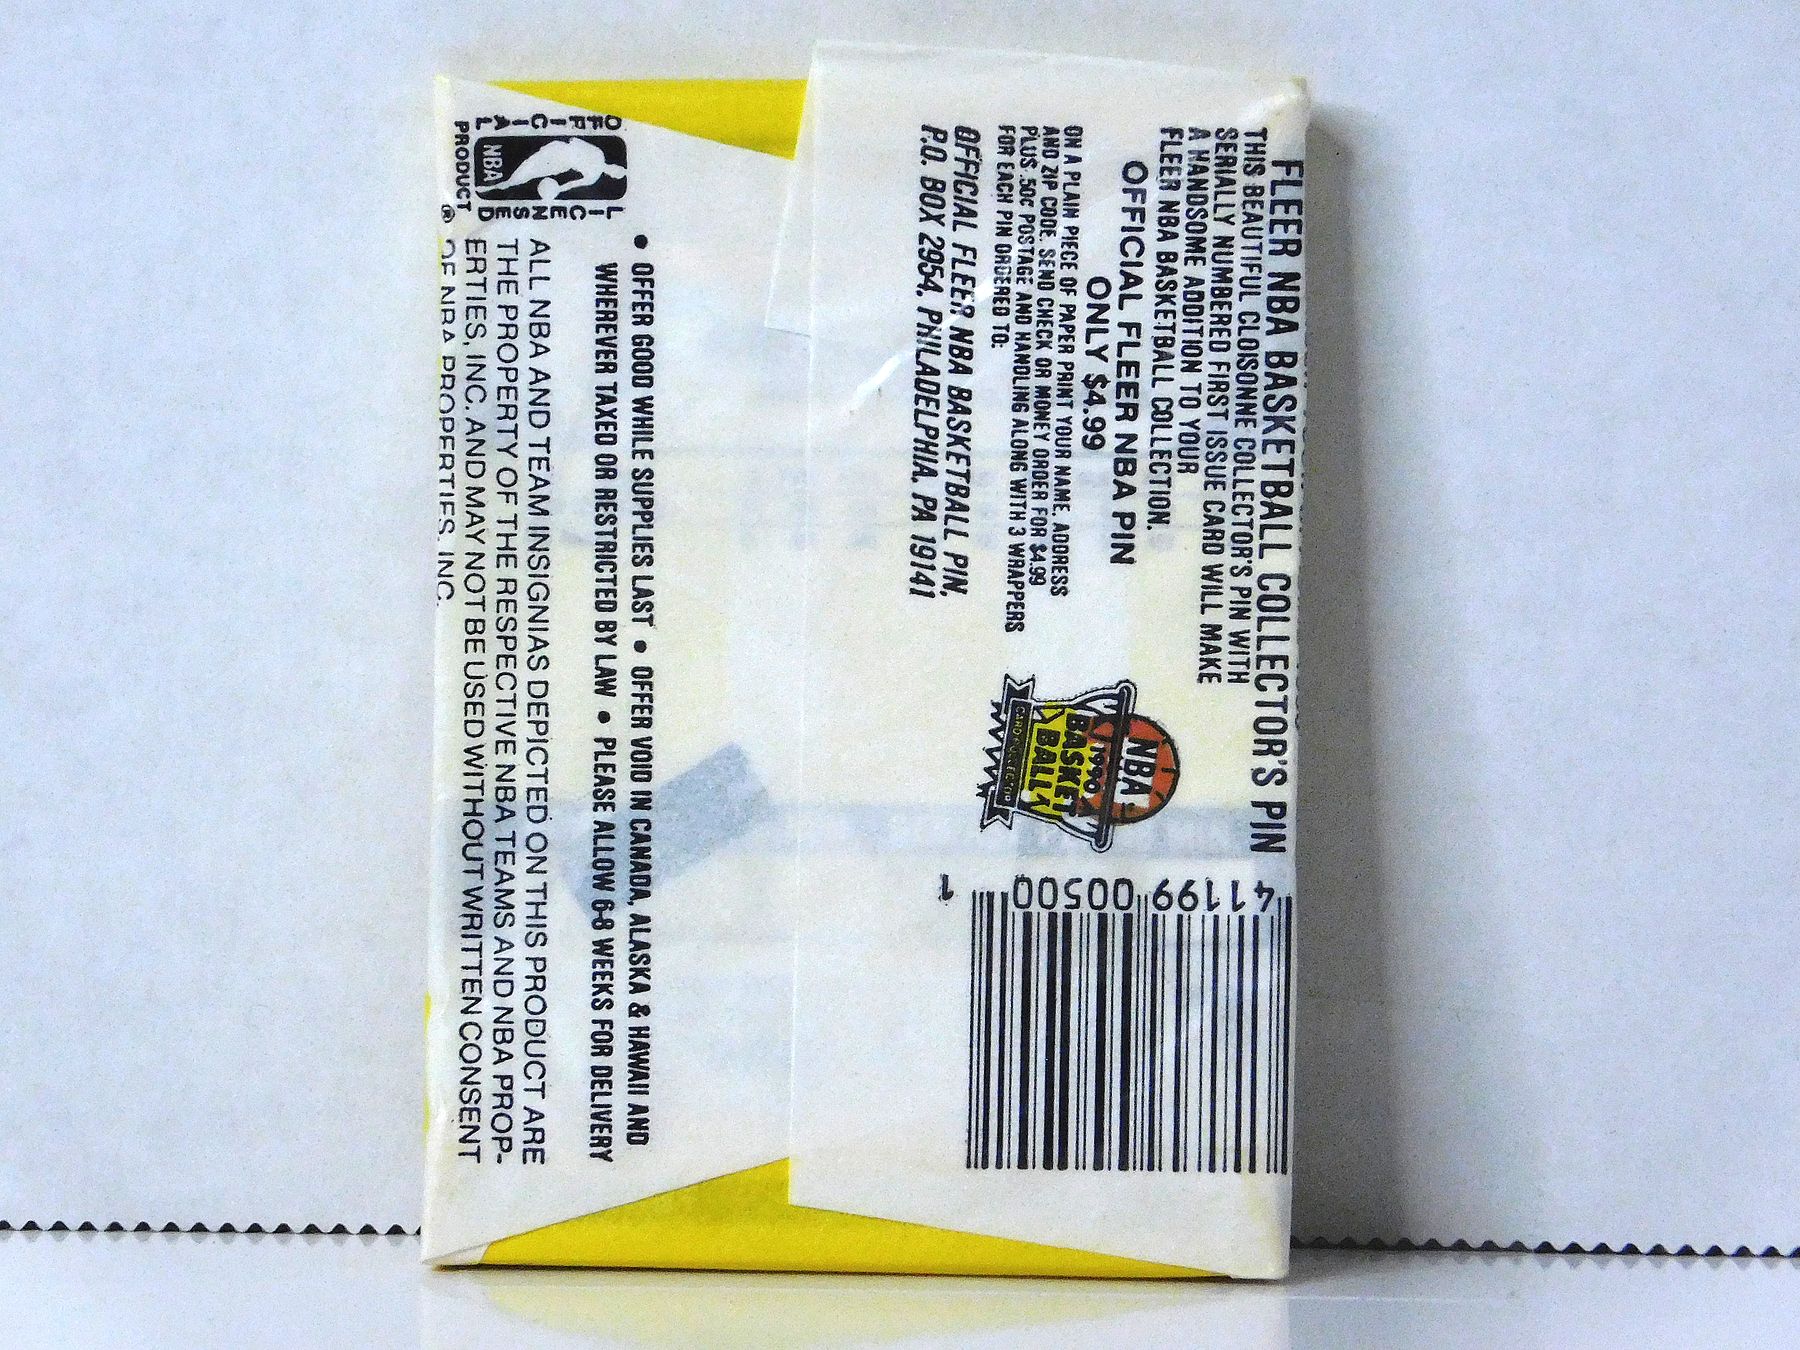 FLEER NBA BASKETBALL COLLECTOR'S PIN
THIS BEAUTIFUL CLOISONNE COLLECTOR'S PIN WITH
SERIALLY NUMBERED FIRST ISSUE CARD WILL MAKE
A HANDSOME ADDITION TO YOUR
FLEER NBA BASKETBALL COLLECTION.
OFFICIAL FLEER NBA PIN
ONLY $4.99
ON A PLAIN PIECE OF PAPER PRINT YOUR NAME, ADDRESS
AND ZIP CODE. SEND CHECK OR MONEY ORDER FOR $4.99
PLUS .50¢ POSTAGE AND HANDLING ALONG WITH 3 WRAPPERS
FOR EACH PIN ORDERED TO:
OFFICIAL FLEER NBA BASKETBALL PIN,
P.O. BOX 2954, PHILADELPHIA, PA 19141
NBA
1990
BASKET
BALL
41199 00500
1
• OFFER GOOD WHILE SUPPLIES LAST • OFFER VOID IN CANADA, ALASKA & HAWAII AND
WHEREVER TAXED OR RESTRICTED BY LAW • PLEASE ALLOW 6-8 WEEKS FOR DELIVERY
OFFICIAL
LICENSED
NBA
PRODUCT
®
ALL NBA AND TEAM INSIGNIAS DEPICTED ON THIS PRODUCT ARE
THE PROPERTY OF THE RESPECTIVE NBA TEAMS AND NBA PROP-
ERTIES, INC. AND MAY NOT BE USED WITHOUT WRITTEN CONSENT
OF NBA PROPERTIES, INC.